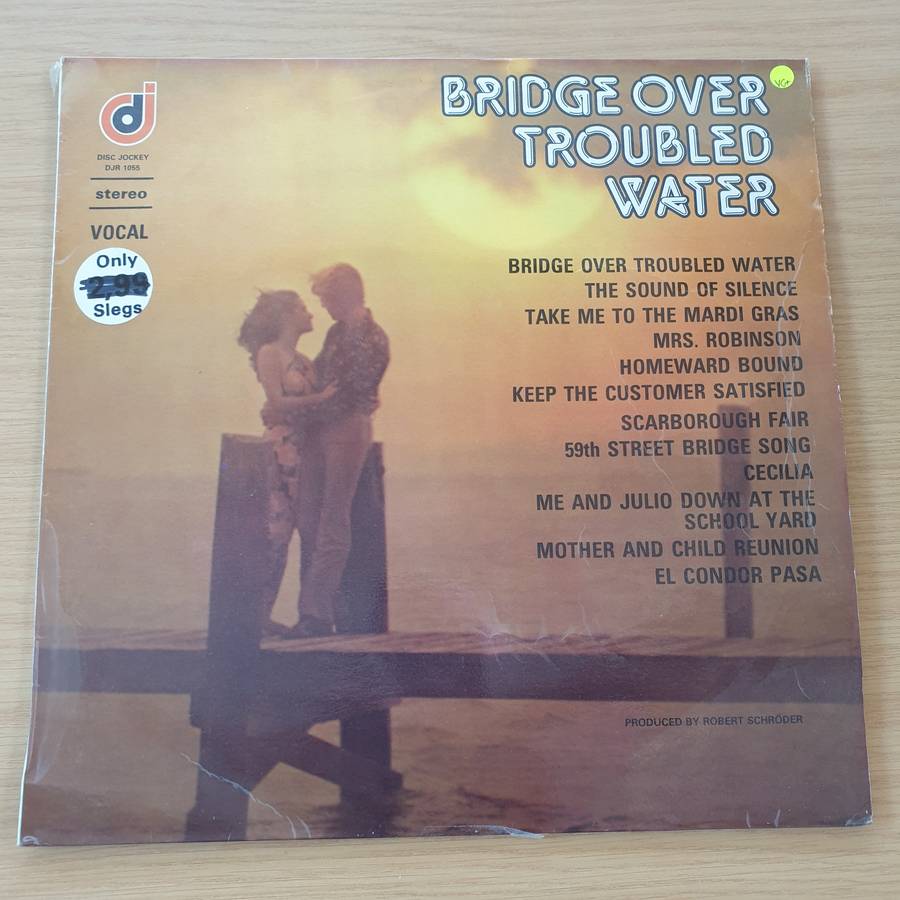 dj
DISC JOCKEY
DJR 1055
stereo
VOCAL
Only
2,99
Slegs
BRIDGE OVER
TROUBLED
WATER
VG+
BRIDGE OVER TROUBLED WATER
THE SOUND OF SILENCE
TAKE ME TO THE MARDI GRAS
MRS. ROBINSON
HOMEWARD BOUND
KEEP THE CUSTOMER SATISFIED
SCARBOROUGH FAIR
59th STREET BRIDGE SONG
CECILIA
ME AND JULIO DOWN AT THE
SCHOOL YARD
MOTHER AND CHILD REUNION
EL CONDOR PASA
PRODUCED BY ROBERT SCHRÖDER